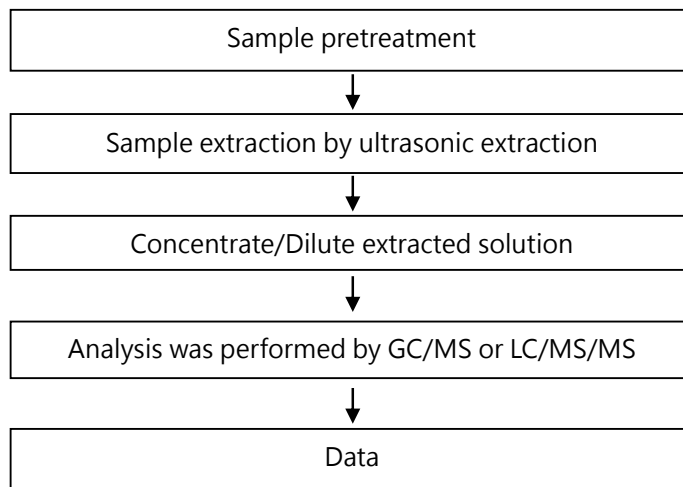 Sample pretreatment
Sample extraction by ultrasonic extraction
Concentrate/Dilute extracted solution
Analysis was performed by GC/MS or LC/MS/MS
Data